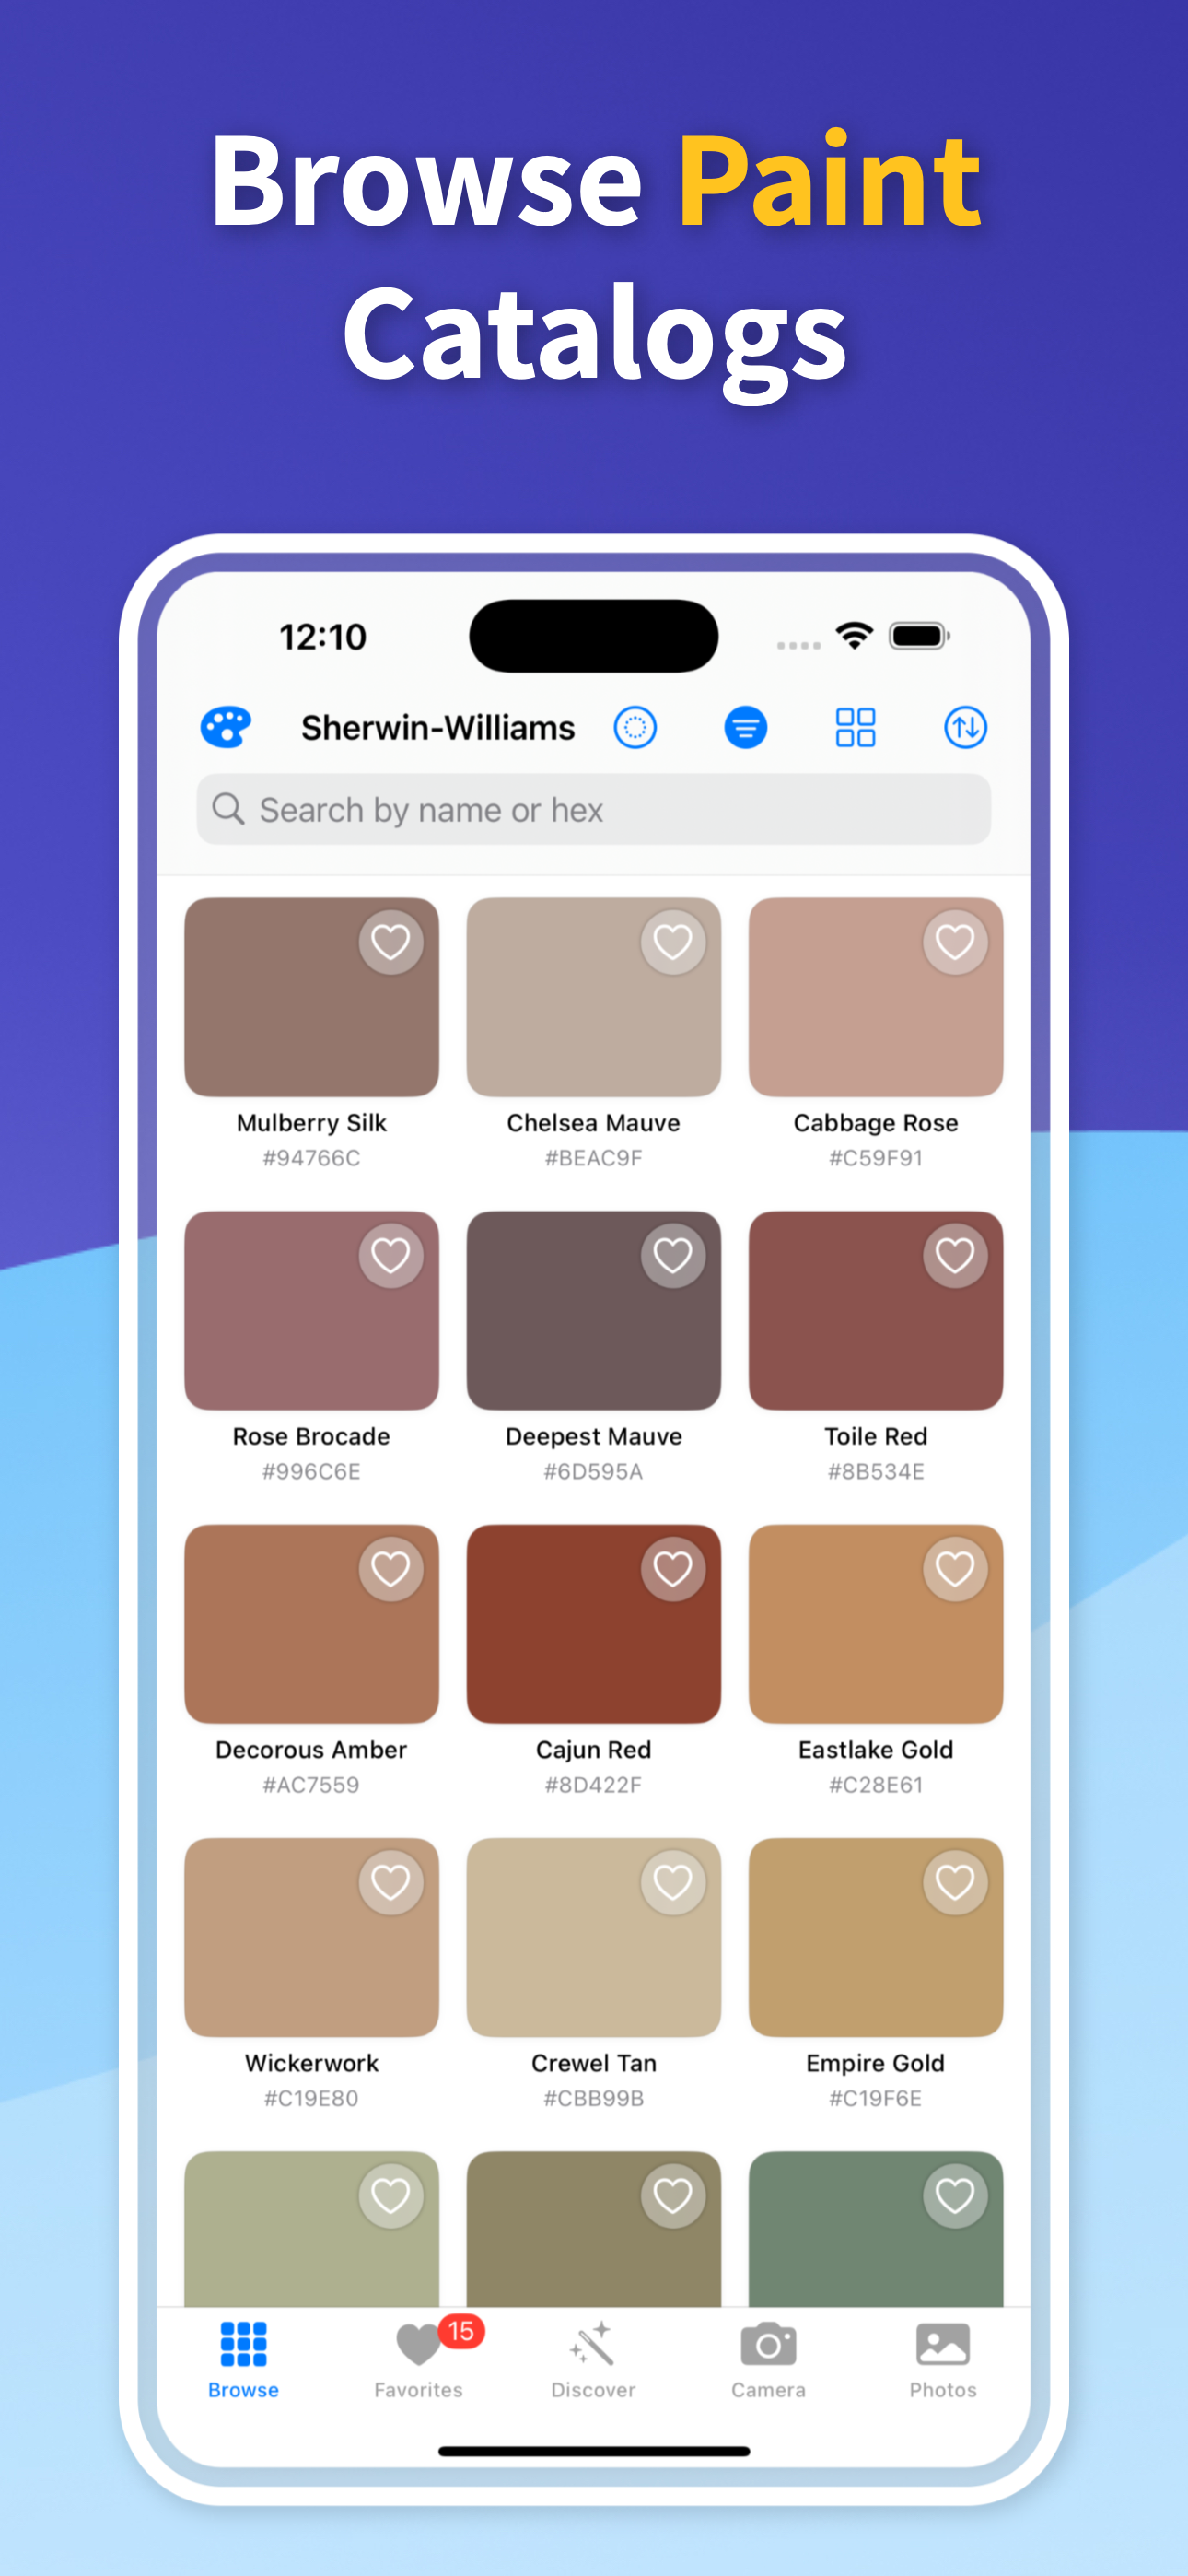 Browse Paint
Catalogs
12:10
Sherwin-Williams
Search by name or hex
Mulberry Silk Chelsea Mauve Cabbage Rose
#94766C #BEAC9F #C59F91
Rose Brocade Deepest Mauve Toile Red
#996C6E #6D595A #8B534E
Decorous Amber Cajun Red Eastlake Gold
#AC7559 #8D422F #C28E61
Wickerwork Crewel Tan Empire Gold
#C19E80 #CBB99B #C19F6E
15
Browse Favorites Discover Camera Photos